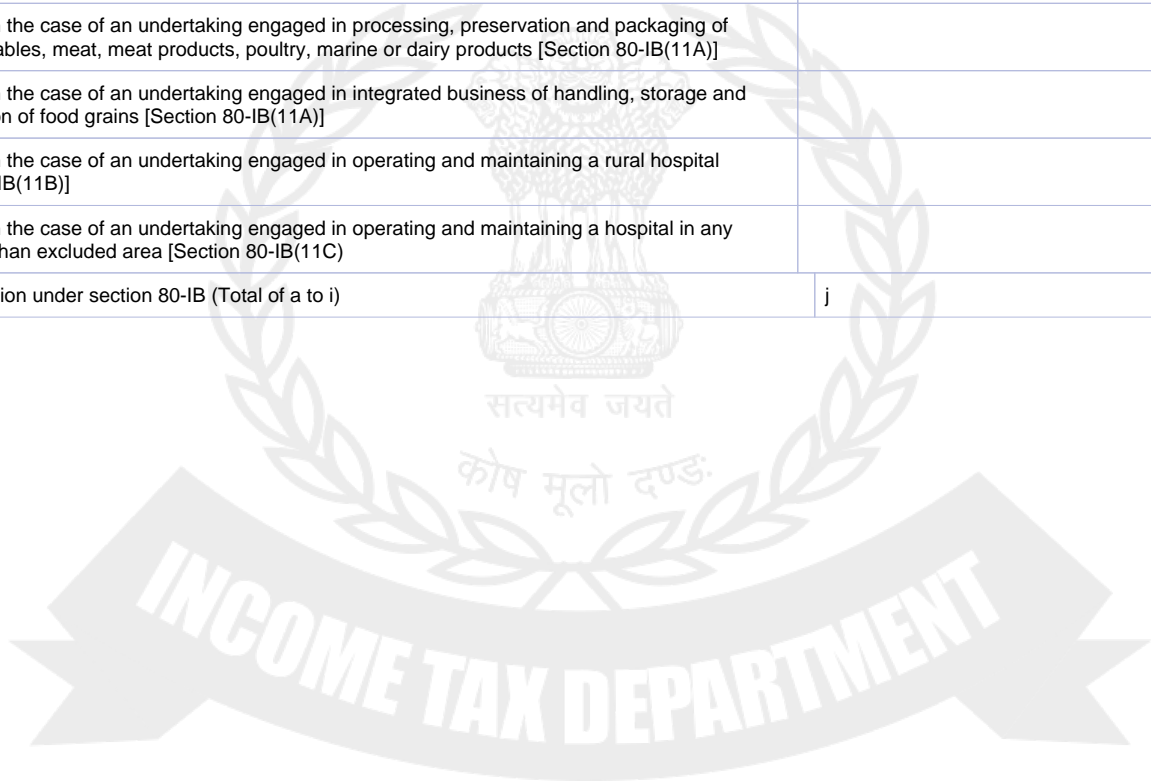 the case of an undertaking engaged in processing, preservation and packaging of
ables, meat, meat products, poultry, marine or dairy products [Section 80-IB(11A)]
the case of an undertaking engaged in integrated business of handling, storage and
on of food grains [Section 80-IB(11A)]
the case of an undertaking engaged in operating and maintaining a rural hospital
IB(11B)]
the case of an undertaking engaged in operating and maintaining a hospital in any
han excluded area [Section 80-IB(11C)
ion under section 80-IB (Total of a to i) j
सत्यमेव जयते
कोष मूलो दण्डः
INCOME TAX DEPARTMENT